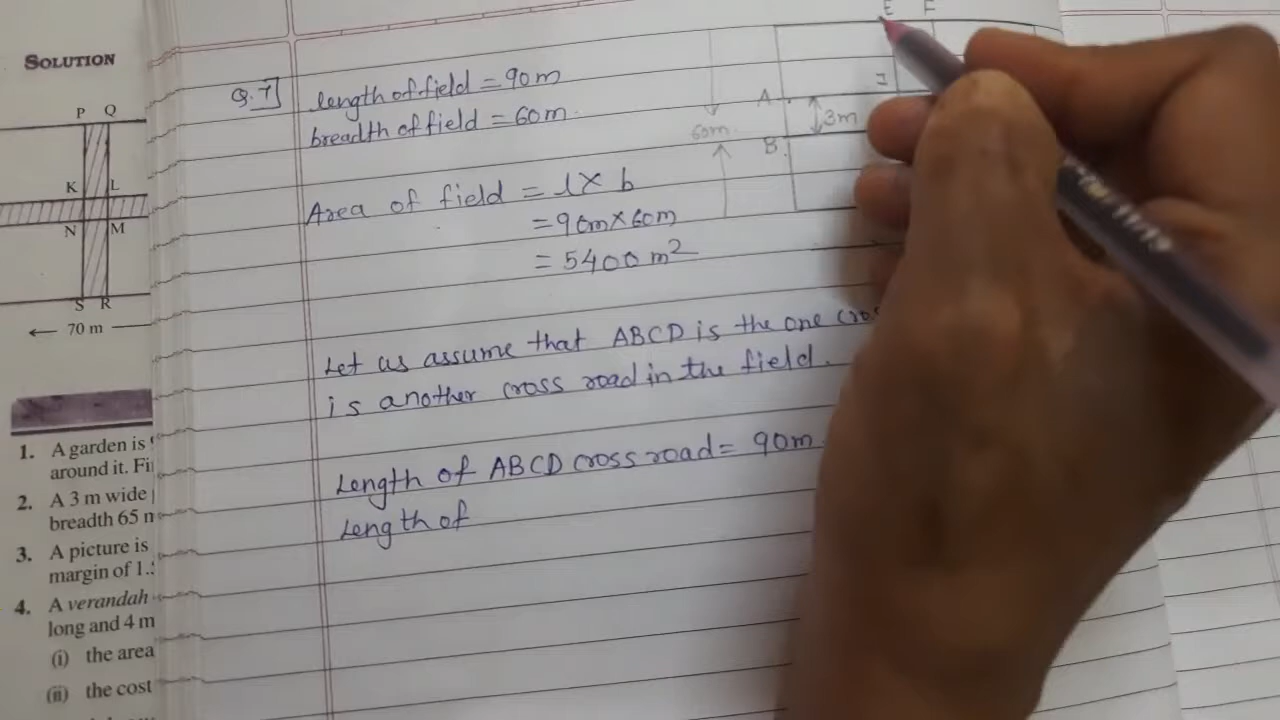 SOLUTION
P Q
K L
N M
S R
← 70 m
1. A garden is
around it. Fi
2. A 3 m wide
breadth 65 m
3. A picture is
margin of 1.5
4. A verandah
long and 4 m
(i) the area
(ii) the cost
Q.7] length of field = 90m
breadth of field = 60m.
Area of field = l × b
= 90m×60m
= 5400 m²
Let us assume that ABCD is the one cros
is another cross road in the field.
Length of ABCD cross road = 90m.
Length of
E F
A
3m
60m
B